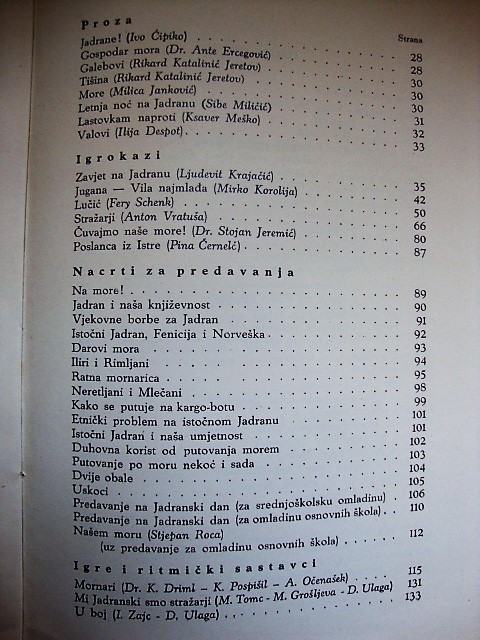 Proza
Strana
Jadrane! (Ivo Ćipiko) . . . 28
Gospodar mora (Dr. Ante Ercegović) . . . 28
Galebovi (Rikard Katalinić Jeretov) . . . 30
Tišina (Rikard Katalinić Jeretov) . . . 30
More (Milica Janković) . . . 30
Letnja noć na Jadranu (Sibe Miličić) . . . 31
Lastovkam naproti (Ksaver Meško) . . . 32
Valovi (Ilija Despot) . . . 33
Igrokazi
Zavjet na Jadranu (Ljudevit Krajačić) . . . 35
Jugana — Vila najmlađa (Mirko Korolija) . . . 42
Lučić (Fery Schenk) . . . 50
Stražarji (Anton Vratuša) . . . 66
Čuvajmo naše more! (Dr. Stojan Jeremić) . . . 80
Poslanca iz Istre (Pina Černelč) . . . 87
Nacrti za predavanja
Na more! . . . 89
Jadran i naša književnost . . . 90
Vjekovne borbe za Jadran . . . 91
Istočni Jadran, Fenicija i Norveška . . . 92
Darovi mora . . . 93
Iliri i Rimljani . . . 94
Ratna mornarica . . . 95
Neretljani i Mlečani . . . 98
Kako se putuje na kargo-botu . . . 99
Etnički problem na istočnom Jadranu . . . 101
Istočni Jadran i naša umjetnost . . . 101
Duhovna korist od putovanja morem . . . 102
Putovanje po moru nekoć i sada . . . 103
Dvije obale . . . 104
Uskoci . . . 105
Predavanje na Jadranski dan (za srednjoškolsku omladinu) . 106
Predavanje na Jadranski dan (za omladinu osnovnih škola) . . 110
Našem moru (Stjepan Roca)
(uz predavanje za omladinu osnovnih škola) . . . 112
Igre i ritmički sastavci
Mornari (Dr. K. Driml – K. Pospišil – A. Očenašek) . . . 115
Mi Jadranski smo stražarji (M. Tomc - M. Grošljeva - D. Ulaga) 131
U boj (I. Zajc - D. Ulaga) . . . 133